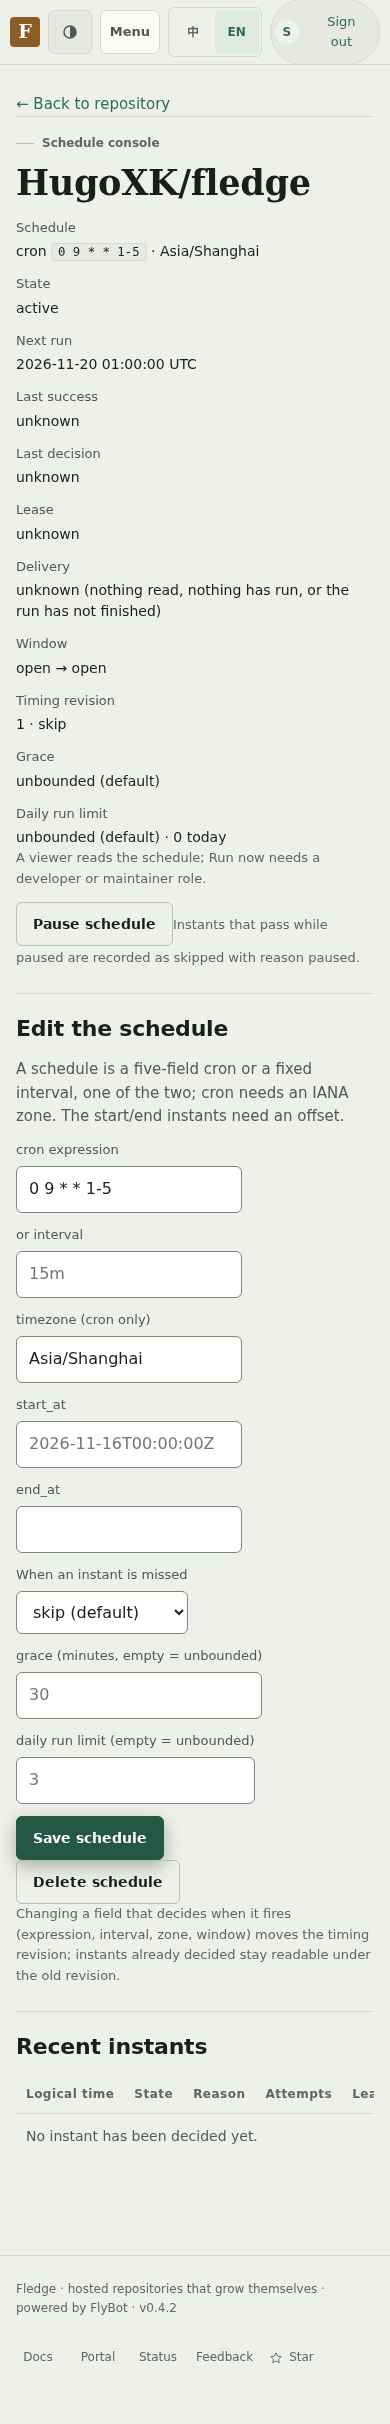 F Menu 中 EN S Sign out
← Back to repository
Schedule console
HugoXK/fledge
Schedule
cron 0 9 * * 1-5 · Asia/Shanghai
State
active
Next run
2026-11-20 01:00:00 UTC
Last success
unknown
Last decision
unknown
Lease
unknown
Delivery
unknown (nothing read, nothing has run, or the
run has not finished)
Window
open → open
Timing revision
1 · skip
Grace
unbounded (default)
Daily run limit
unbounded (default) · 0 today
A viewer reads the schedule; Run now needs a
developer or maintainer role.
Pause schedule Instants that pass while
paused are recorded as skipped with reason paused.
Edit the schedule
A schedule is a five-field cron or a fixed
interval, one of the two; cron needs an IANA
zone. The start/end instants need an offset.
cron expression
0 9 * * 1-5
or interval
15m
timezone (cron only)
Asia/Shanghai
start_at
2026-11-16T00:00:00Z
end_at
When an instant is missed
skip (default)
grace (minutes, empty = unbounded)
30
daily run limit (empty = unbounded)
3
Save schedule
Delete schedule
Changing a field that decides when it fires
(expression, interval, zone, window) moves the timing
revision; instants already decided stay readable under
the old revision.
Recent instants
Logical time State Reason Attempts Lea
No instant has been decided yet.
Fledge · hosted repositories that grow themselves ·
powered by FlyBot · v0.4.2
Docs Portal Status Feedback Star